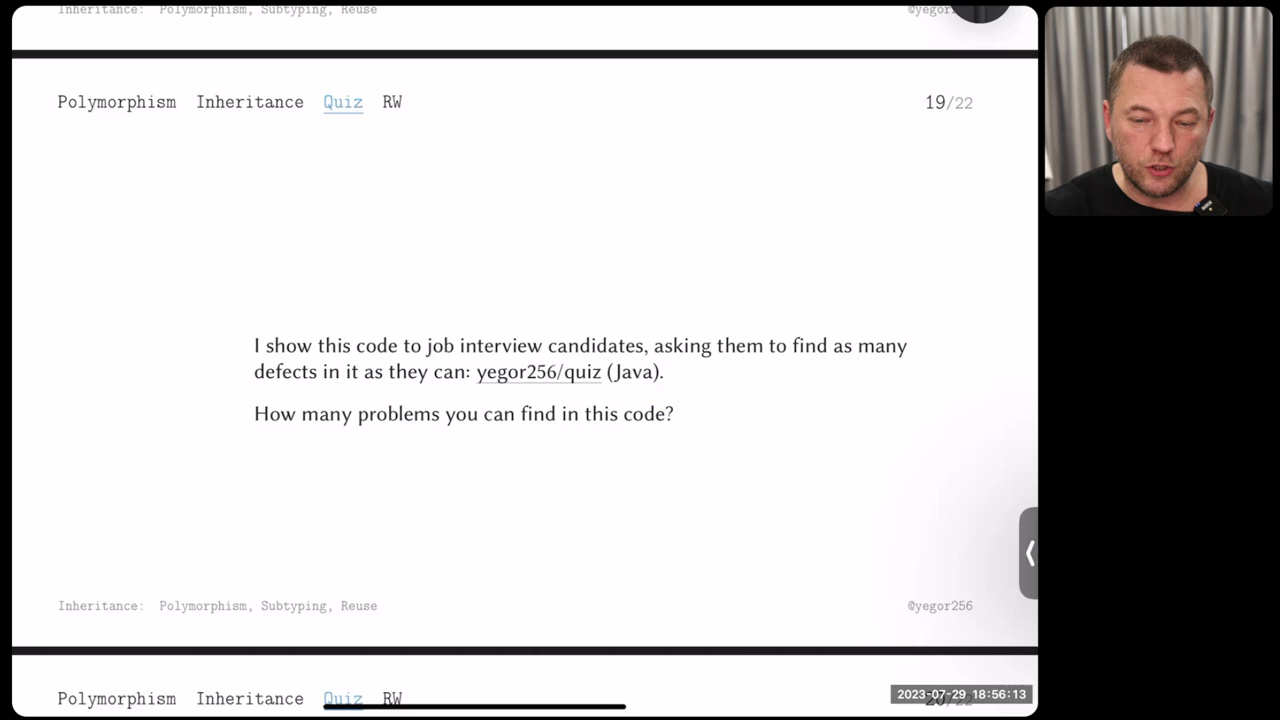 Inheritance: Polymorphism, Subtyping, Reuse
Polymorphism Inheritance Quiz RW 19/22
I show this code to job interview candidates, asking them to find as many
defects in it as they can: yegor256/quiz (Java).
How many problems you can find in this code?
Inheritance: Polymorphism, Subtyping, Reuse @yegor256
Polymorphism Inheritance Quiz RW
2023-07-29 18:56:13